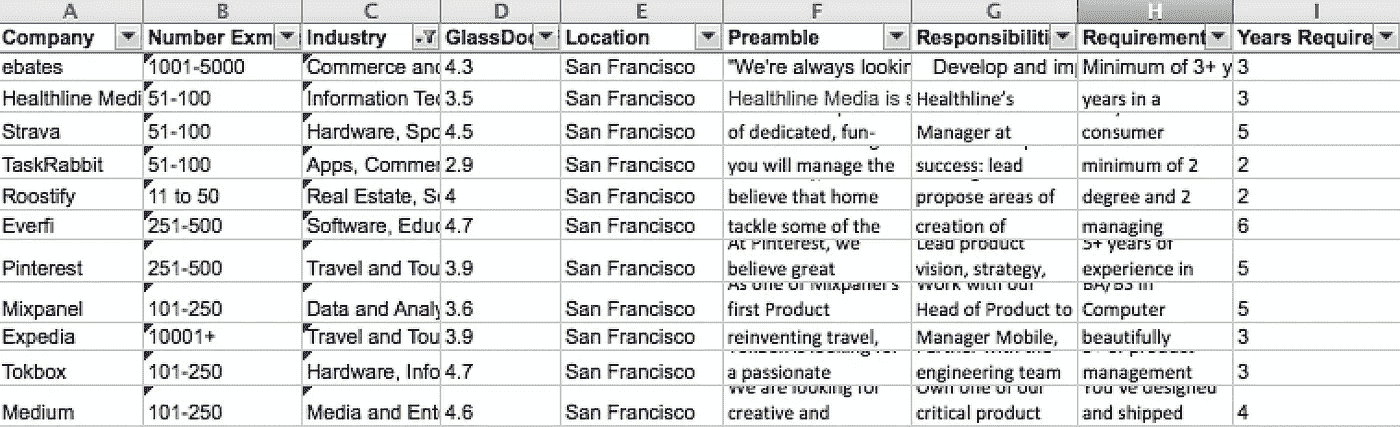 A B C D E F G H I
Company Number Exm Industry GlassDoc Location Preamble Responsibiliti Requirement Years Require
ebates 1001-5000 Commerce and 4.3 San Francisco "We're always lookin Develop and im Minimum of 3+ y 3
Healthline Medi 51-100 Information Tec 3.5 San Francisco Healthline Media is s Healthline's years in a 3
Strava 51-100 Hardware, Spo 4.5 San Francisco of dedicated, fun- Manager at consumer 5
TaskRabbit 51-100 Apps, Commer 2.9 San Francisco you will manage the success: lead minimum of 2 2
Roostify 11 to 50 Real Estate, So 4 San Francisco believe that home propose areas of degree and 2 2
Everfi 251-500 Software, Educ 4.7 San Francisco tackle some of the creation of managing 6
At Pinterest, we Lead product 5+ years of
Pinterest 251-500 Travel and Tou 3.9 San Francisco believe great vision, strategy, experience in 5
As one of Mixpanel's Work with our BA/BS in
Mixpanel 101-250 Data and Analy 3.6 San Francisco first Product Head of Product to Computer 5
Expedia 10001+ Travel and Tou 3.9 San Francisco reinventing travel, Manager Mobile, beautifully 3
Tokbox 101-250 Hardware, Info 4.7 San Francisco a passionate engineering team management 3
We are looking for Own one of our You've designed
Medium 101-250 Media and Ent 4.6 San Francisco creative and critical product and shipped 4